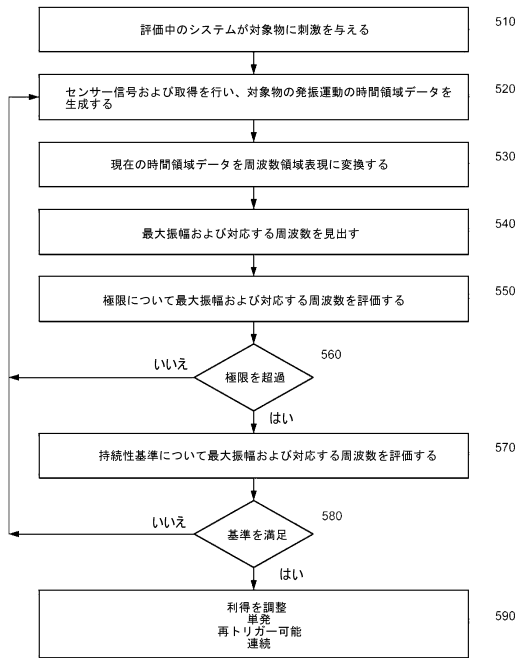 評価中のシステムが対象物に刺激を与える
510
センサー信号および取得を行い、対象物の発振運動の時間領域データを
生成する
520
現在の時間領域データを周波数領域表現に変換する
530
最大振幅および対応する周波数を見出す
540
極限について最大振幅および対応する周波数を評価する
550
極限を超過
560
いいえ
はい
持続性基準について最大振幅および対応する周波数を評価する
570
基準を満足
580
いいえ
はい
利得を調整
単発
再トリガー可能
連続
590